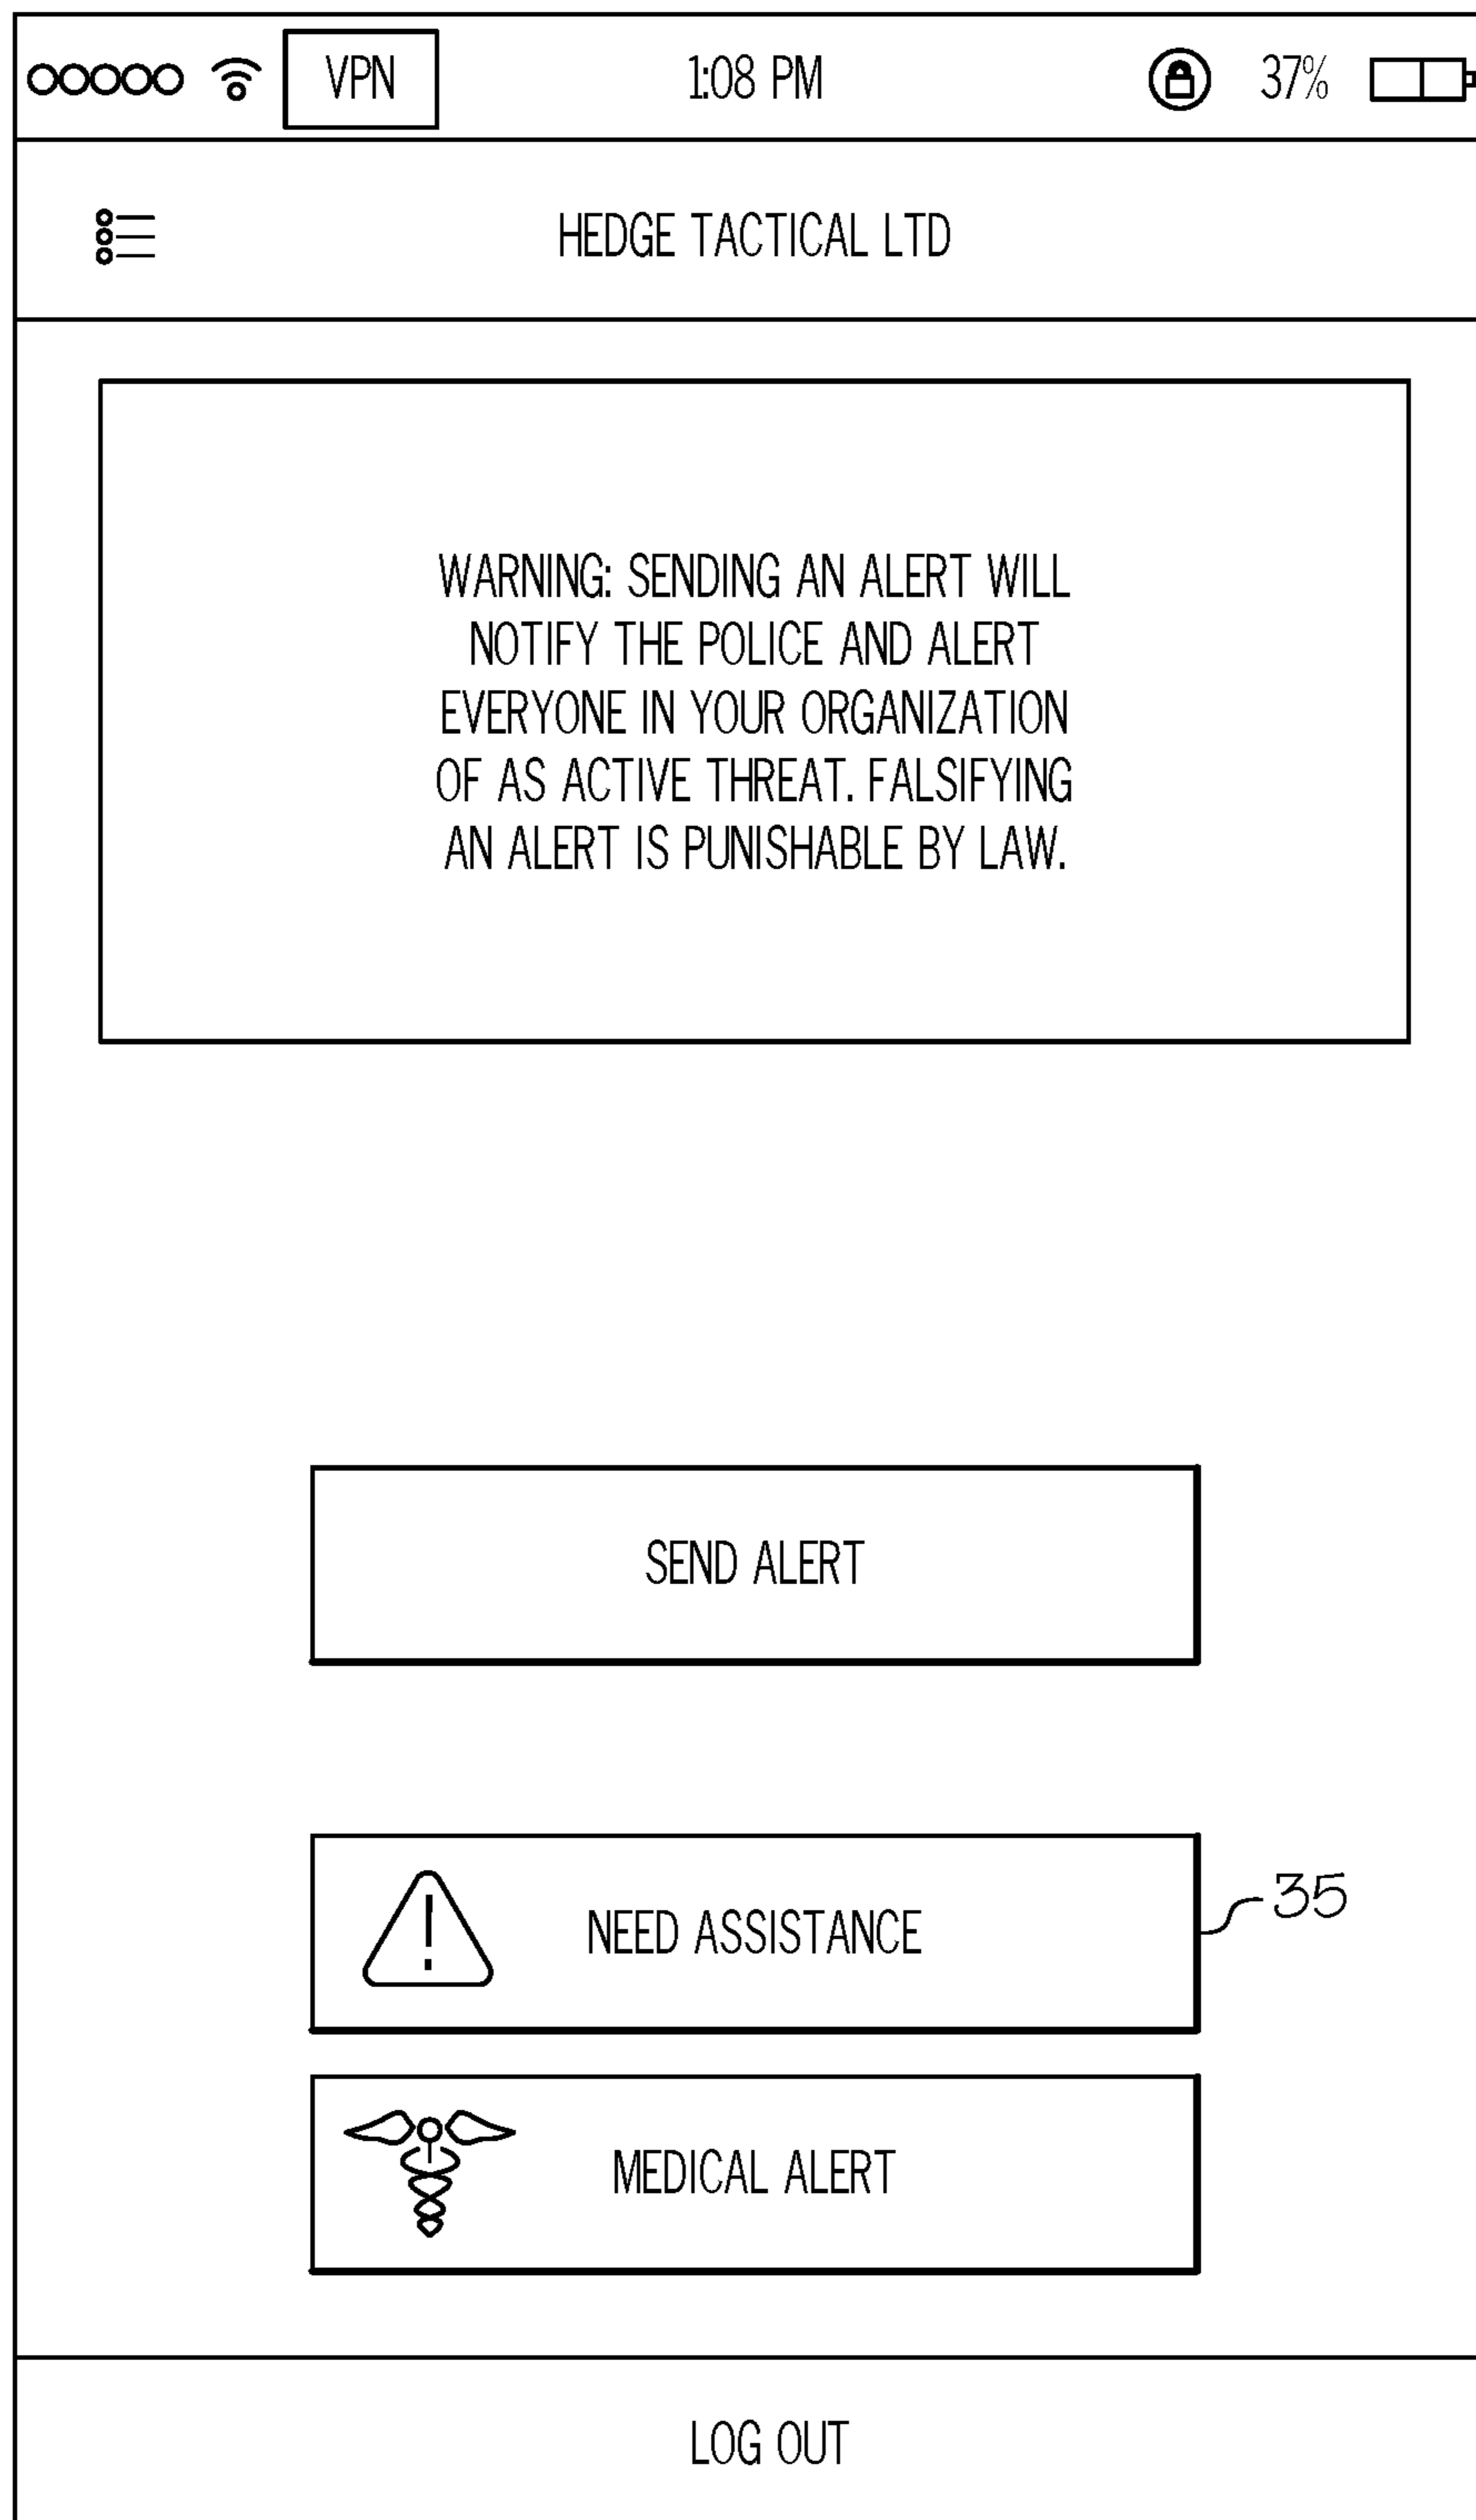 VPN 1:08 PM 37%
HEDGE TACTICAL LTD
WARNING: SENDING AN ALERT WILL
NOTIFY THE POLICE AND ALERT
EVERYONE IN YOUR ORGANIZATION
OF AS ACTIVE THREAT. FALSIFYING
AN ALERT IS PUNISHABLE BY LAW.
SEND ALERT
NEED ASSISTANCE 35
MEDICAL ALERT
LOG OUT